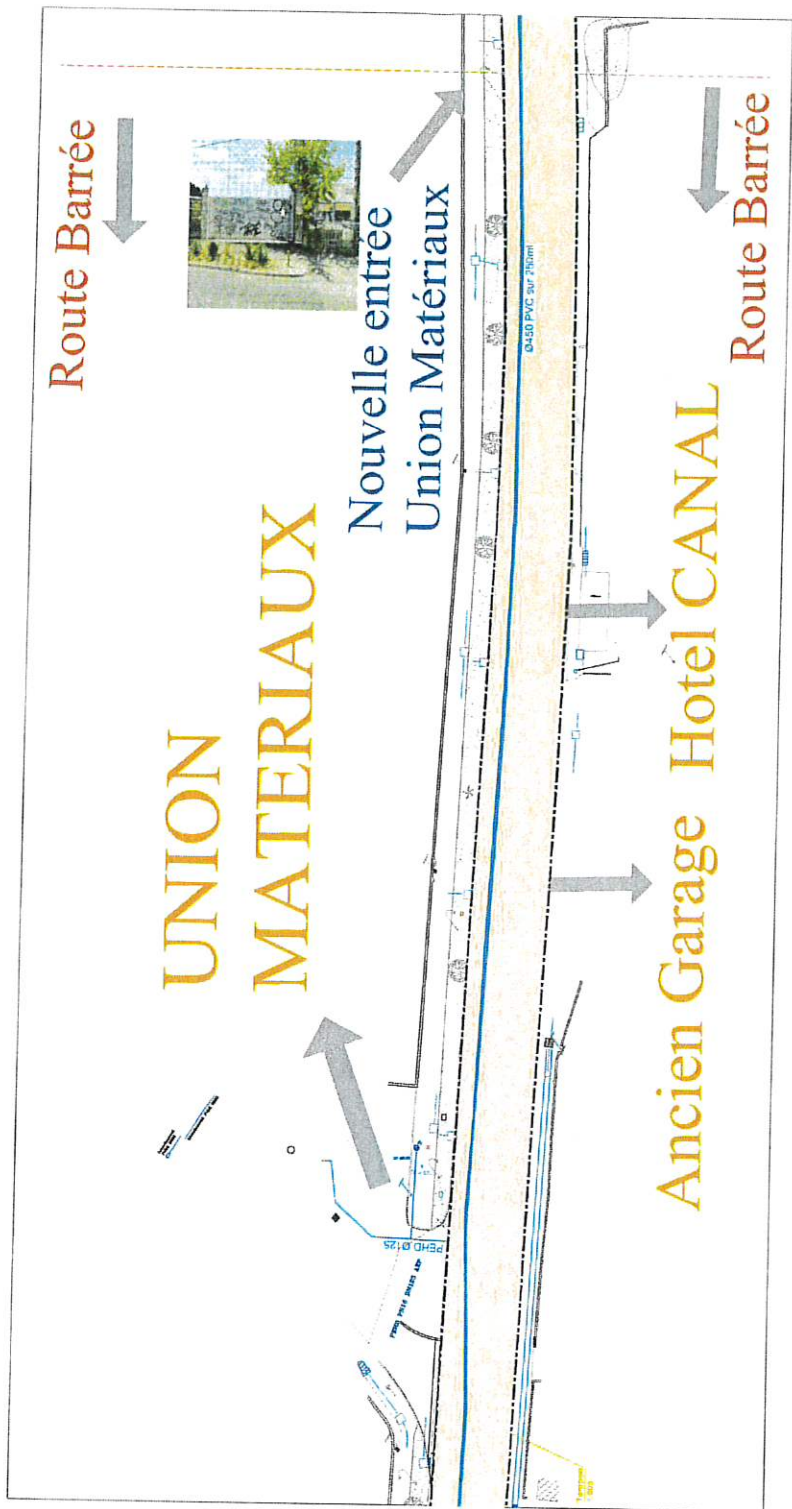 Route Barrée
UNION
MATERIAUX
Nouvelle entrée
Union Matériaux
PEHD Ø125
Ø450 PVC sur 250ml
Ancien Garage
Hotel CANAL
Route Barrée